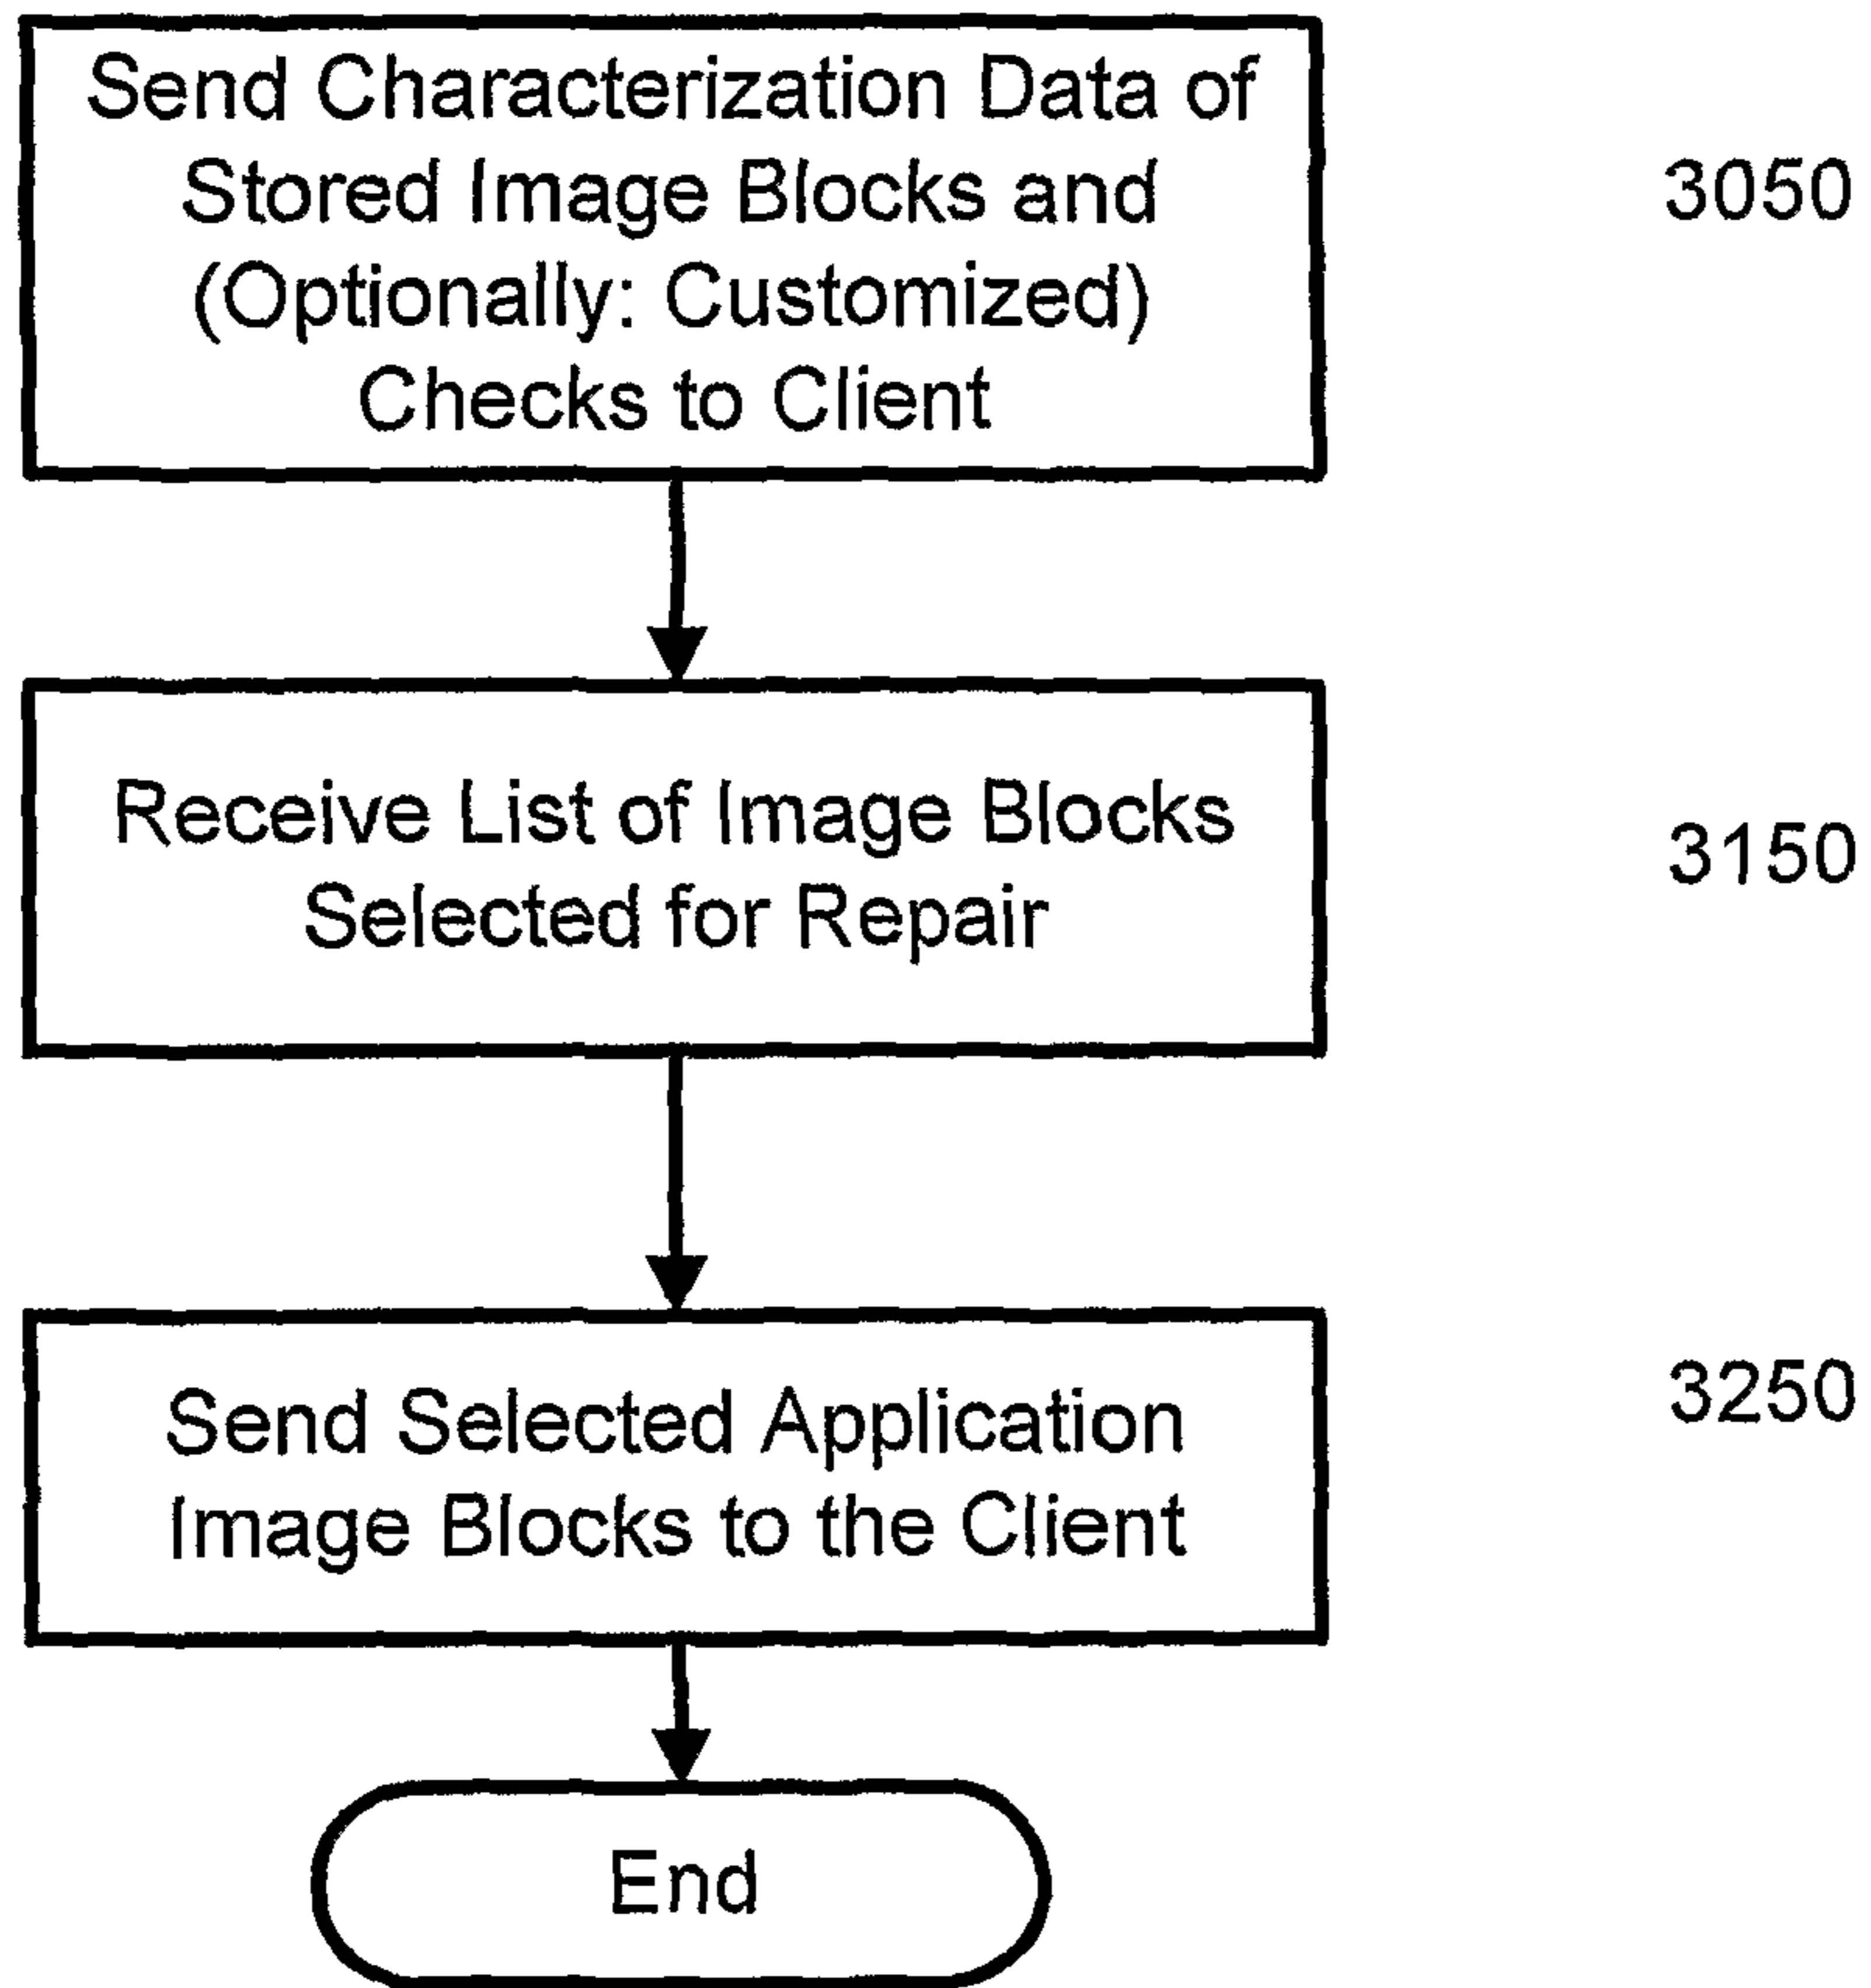 Send Characterization Data of
Stored Image Blocks and
(Optionally: Customized)
Checks to Client
3050
Receive List of Image Blocks
Selected for Repair
3150
Send Selected Application
Image Blocks to the Client
3250
End